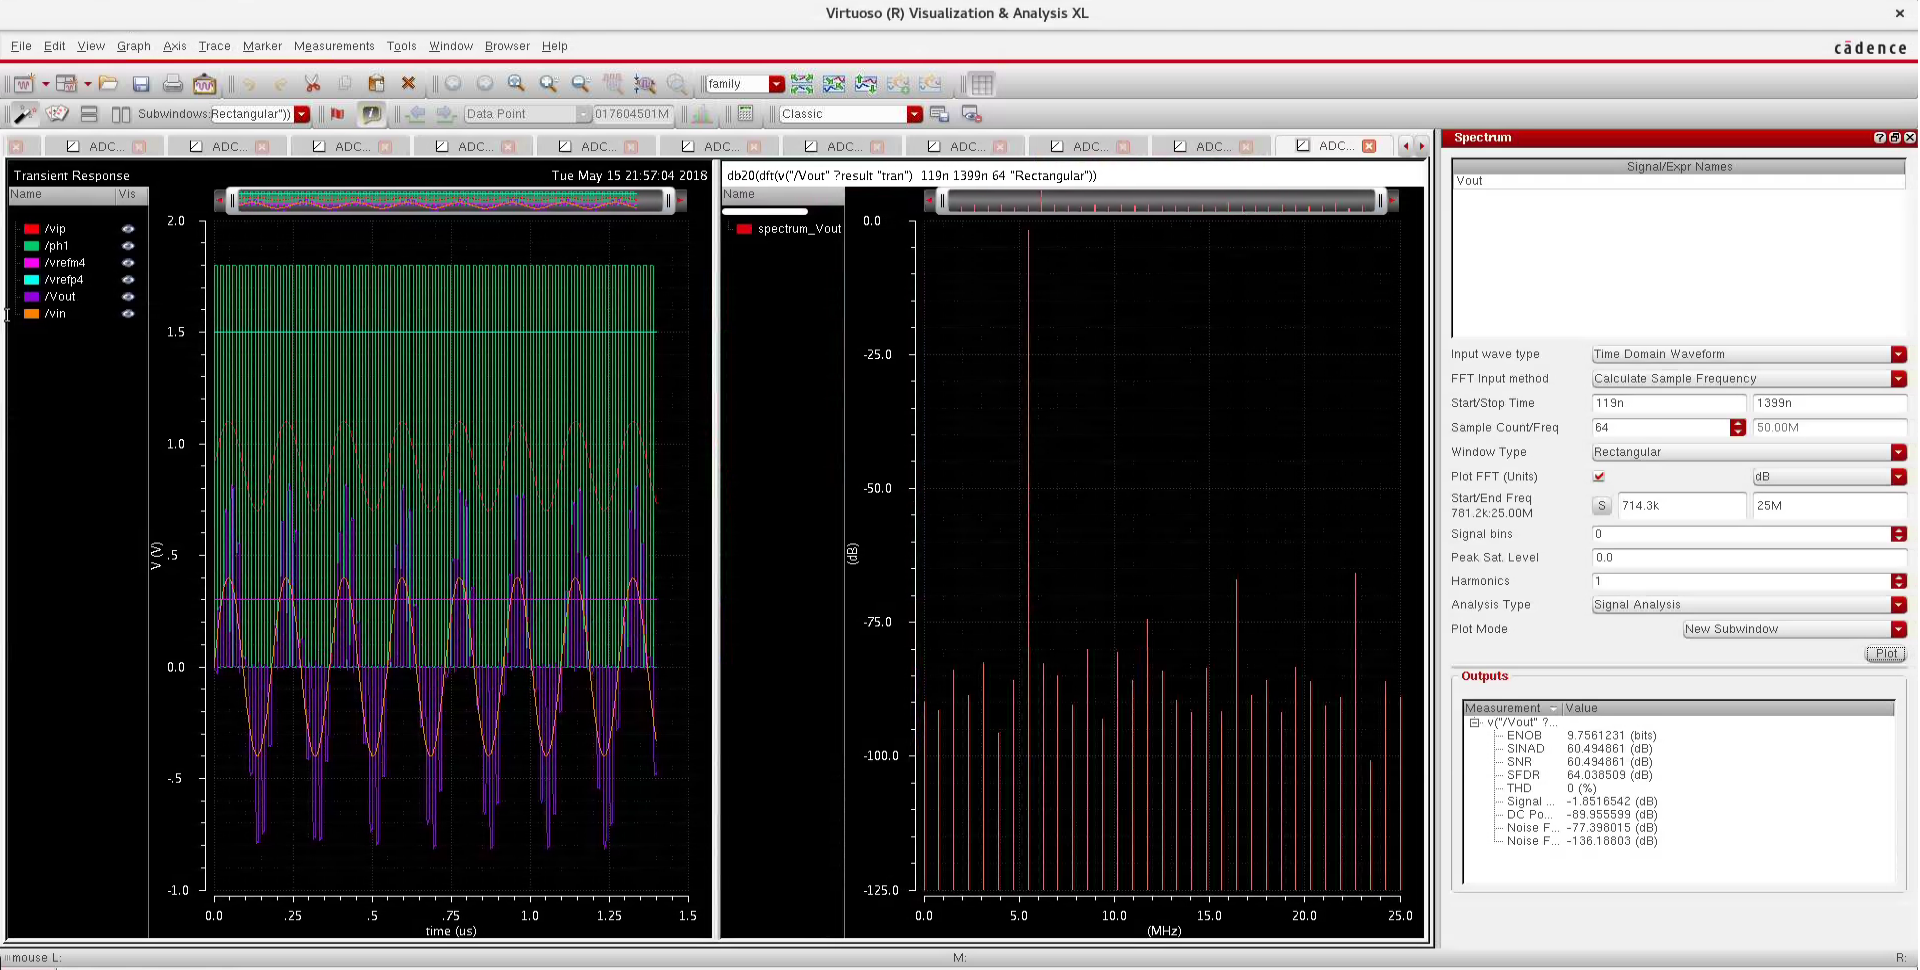 Virtuoso (R) Visualization & Analysis XL
File Edit View Graph Axis Trace Marker Measurements Tools Window Browser Help
cādence
family
Subwindows: Rectangular")) Data Point 017604501M Classic
ADC... ADC... ADC... ADC... ADC... ADC... ADC... ADC... ADC... ADC... ADC...
Transient Response Tue May 15 21:57:04 2018
Name Vis
/vip
/ph1
/vrefm4
/vrefp4
/Vout
/vin
2.0
1.5
1.0
.5
0.0
-.5
-1.0
V (V)
0.0 .25 .5 .75 1.0 1.25 1.5
time (us)
db20(dft(v("/Vout" ?result "tran") 119n 1399n 64 "Rectangular"))
Name
spectrum_Vout
0.0
-25.0
-50.0
-75.0
-100.0
-125.0
(dB)
0.0 5.0 10.0 15.0 20.0 25.0
(MHz)
Spectrum
Signal/Expr Names
Vout
Input wave type Time Domain Waveform
FFT Input method Calculate Sample Frequency
Start/Stop Time 119n 1399n
Sample Count/Freq 64 50.00M
Window Type Rectangular
Plot FFT (Units) dB
Start/End Freq
781.2k:25.00M S 714.3k 25M
Signal bins 0
Peak Sat. Level 0.0
Harmonics 1
Analysis Type Signal Analysis
Plot Mode New Subwindow
Plot
Outputs
Measurement Value
v("/Vout" ?...
ENOB 9.7561231 (bits)
SINAD 60.494861 (dB)
SNR 60.494861 (dB)
SFDR 64.038509 (dB)
THD 0 (%)
Signal ... -1.8516542 (dB)
DC Po... -89.955599 (dB)
Noise F... -77.398015 (dB)
Noise F... -136.18803 (dB)
mouse L: M: R: